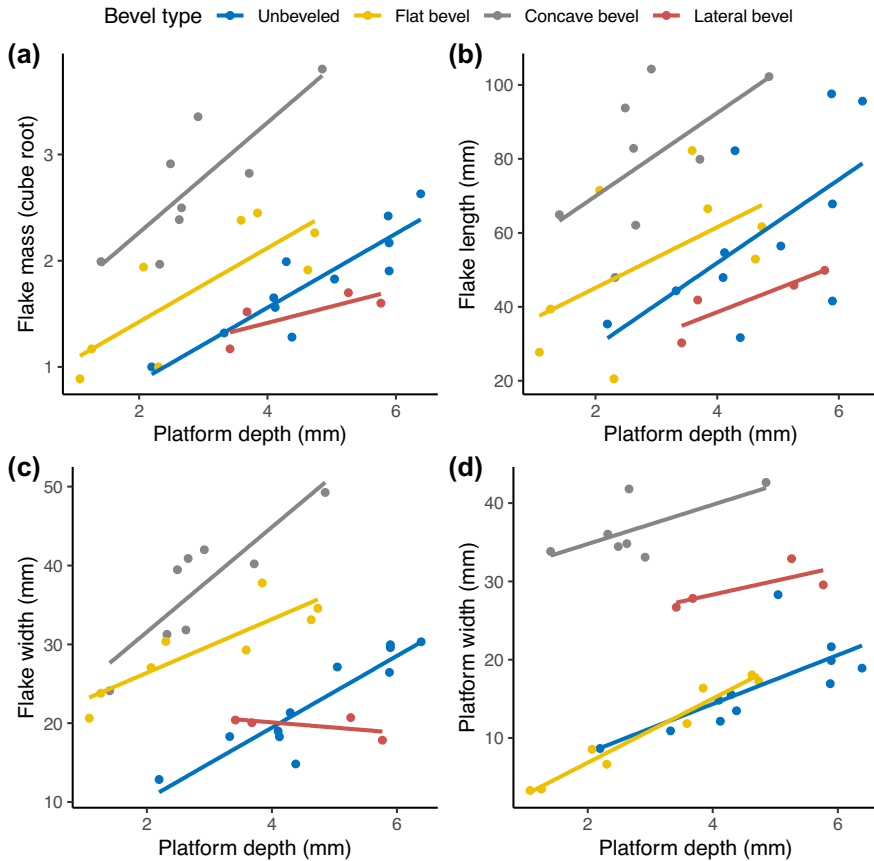 Bevel type Unbeveled Flat bevel Concave bevel Lateral bevel
(a) (b)
Flake mass (cube root)
3
2
1
2 4 6
Platform depth (mm)
Flake length (mm)
100
80
60
40
20
2 4 6
Platform depth (mm)
(c) (d)
Flake width (mm)
50
40
30
20
10
2 4 6
Platform depth (mm)
Platform width (mm)
40
30
20
10
2 4 6
Platform depth (mm)